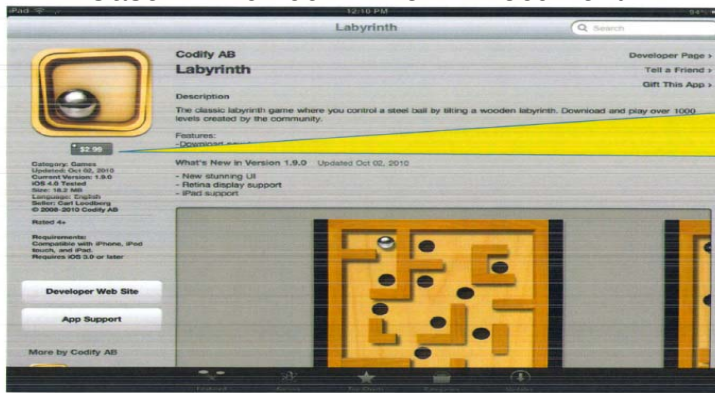 iPad
12:10 PM
94%
Labyrinth
Search
Codify AB
Labyrinth
Developer Page >
Tell a Friend >
Gift This App >
Description
The classic labyrinth game where you control a steel ball by tilting a wooden labyrinth. Download and play over 1000
levels created by the community.
Features:
$2.99
What's New in Version 1.9.0 Updated Oct 02, 2010
- New stunning UI
- Retina display support
- iPad support
Category: Games
Updated: Oct 02, 2010
Current Version: 1.9.0
iOS 4.0 Tested
Size: 16.2 MB
Language: English
Seller: Carl Loodberg
© 2008-2010 Codify AB
Rated 4+
Requirements:
Compatible with iPhone, iPod
touch, and iPad.
Requires iOS 3.0 or later
Developer Web Site
App Support
More by Codify AB